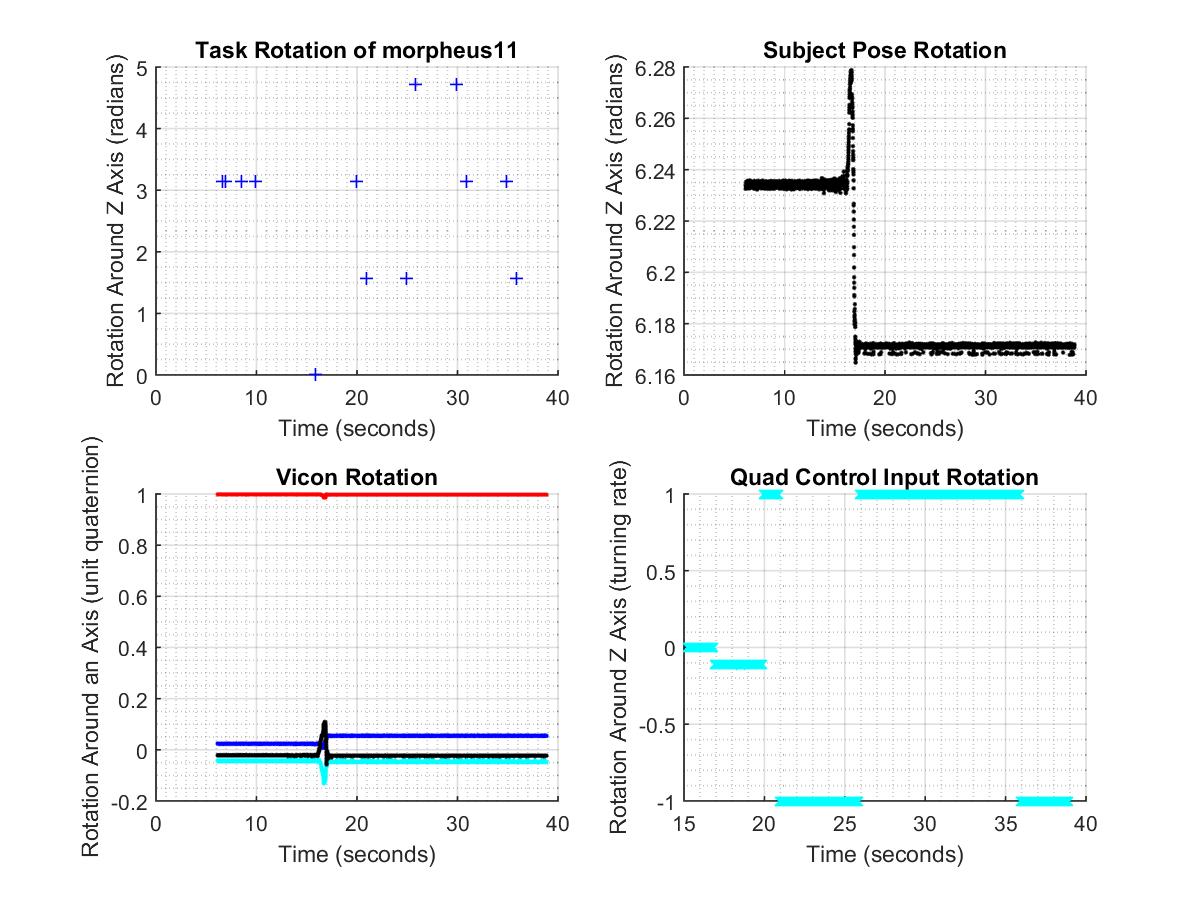 Task Rotation of morpheus11
Rotation Around Z Axis (radians)
5
4
3
2
1
0
0 10 20 30 40
Time (seconds)
Subject Pose Rotation
Rotation Around Z Axis (radians)
6.28
6.26
6.24
6.22
6.2
6.18
6.16
0 10 20 30 40
Time (seconds)
Vicon Rotation
Rotation Around an Axis (unit quaternion)
1
0.8
0.6
0.4
0.2
0
-0.2
0 10 20 30 40
Time (seconds)
Quad Control Input Rotation
Rotation Around Z Axis (turning rate)
1
0.5
0
-0.5
-1
15 20 25 30 35 40
Time (seconds)